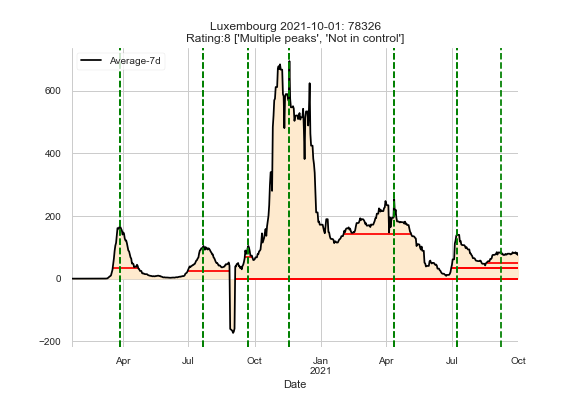 Luxembourg 2021-10-01: 78326
Rating:8 ['Multiple peaks', 'Not in control']
Average-7d
600
400
200
0
−200
Apr
Jul
Oct
Jan
2021
Apr
Jul
Oct
Date